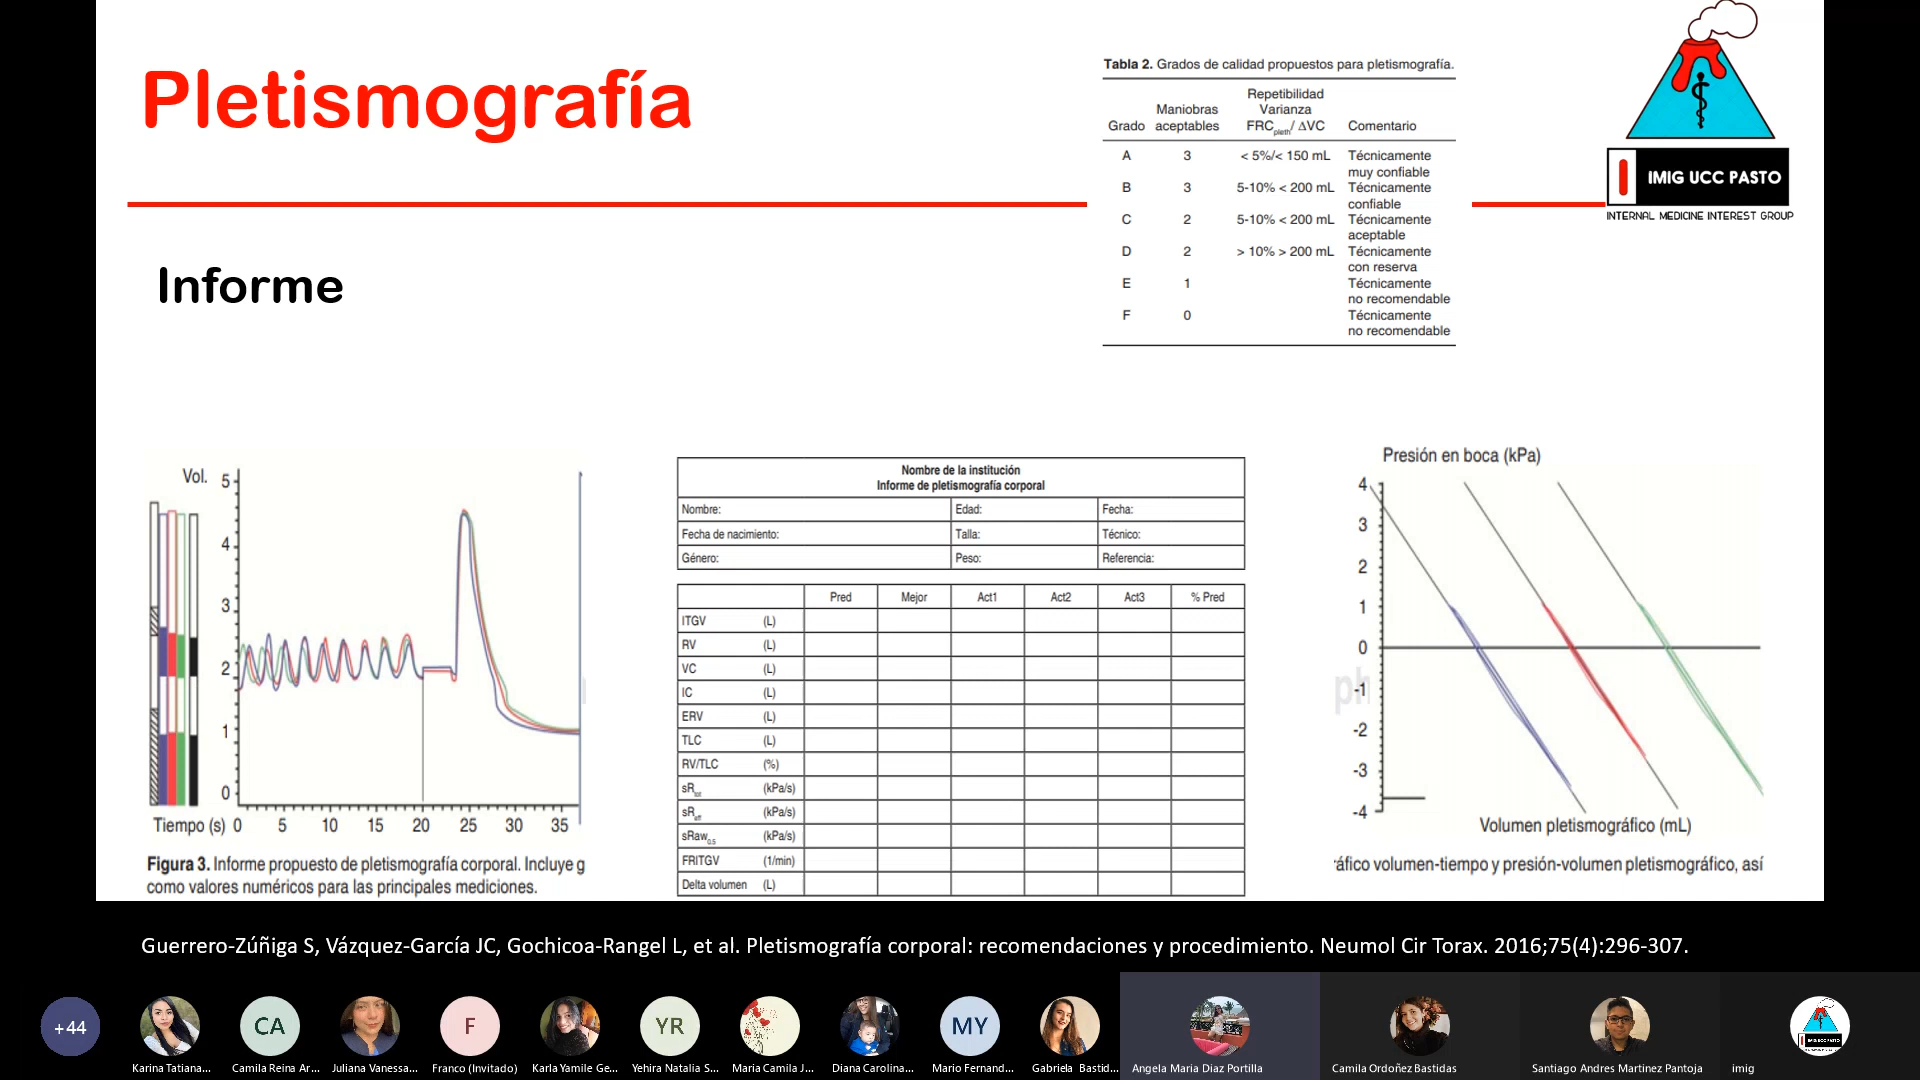 Pletismografía
Tabla 2. Grados de calidad propuestos para pletismografía.
Grado
Maniobras
aceptables
Repetibilidad
Varianza
FRCpleth/ ΔVC
Comentario
A 3 < 5%/< 150 mL Técnicamente
muy confiable
B 3 5-10% < 200 mL Técnicamente
confiable
C 2 5-10% < 200 mL Técnicamente
aceptable
D 2 > 10% > 200 mL Técnicamente
con reserva
E 1 Técnicamente
no recomendable
F 0 Técnicamente
no recomendable
I IMIG UCC PASTO
INTERNAL MEDICINE INTEREST GROUP
Informe
Vol.
5
4
3
2
1
0
Tiempo (s) 0 5 10 15 20 25 30 35
Figura 3. Informe propuesto de pletismografía corporal. Incluye g
como valores numéricos para las principales mediciones.
Nombre de la institución
Informe de pletismografía corporal
Nombre: Edad: Fecha:
Fecha de nacimiento: Talla: Técnico:
Género: Peso: Referencia:
Pred Mejor Act1 Act2 Act3 % Pred
ITGV (L)
RV (L)
VC (L)
IC (L)
ERV (L)
TLC (L)
RV/TLC (%)
sRtot (kPa/s)
sReff (kPa/s)
sRaw0.5 (kPa/s)
FRITGV (1/min)
Delta volumen (L)
Presión en boca (kPa)
4
3
2
1
0
-1
-2
-3
-4
ph
Volumen pletismográfico (mL)
áfico volumen-tiempo y presión-volumen pletismográfico, así
Guerrero-Zúñiga S, Vázquez-García JC, Gochicoa-Rangel L, et al. Pletismografía corporal: recomendaciones y procedimiento. Neumol Cir Torax. 2016;75(4):296-307.
+44 CA F YR MY
Karina Tatiana... Camila Reina Ar... Juliana Vanessa... Franco (Invitado) Karla Yamile Ge... Yehira Natalia S... Maria Camila J... Diana Carolina... Mario Fernand... Gabriela Bastid... Angela Maria Diaz Portilla Camila Ordoñez Bastidas Santiago Andres Martinez Pantoja imig